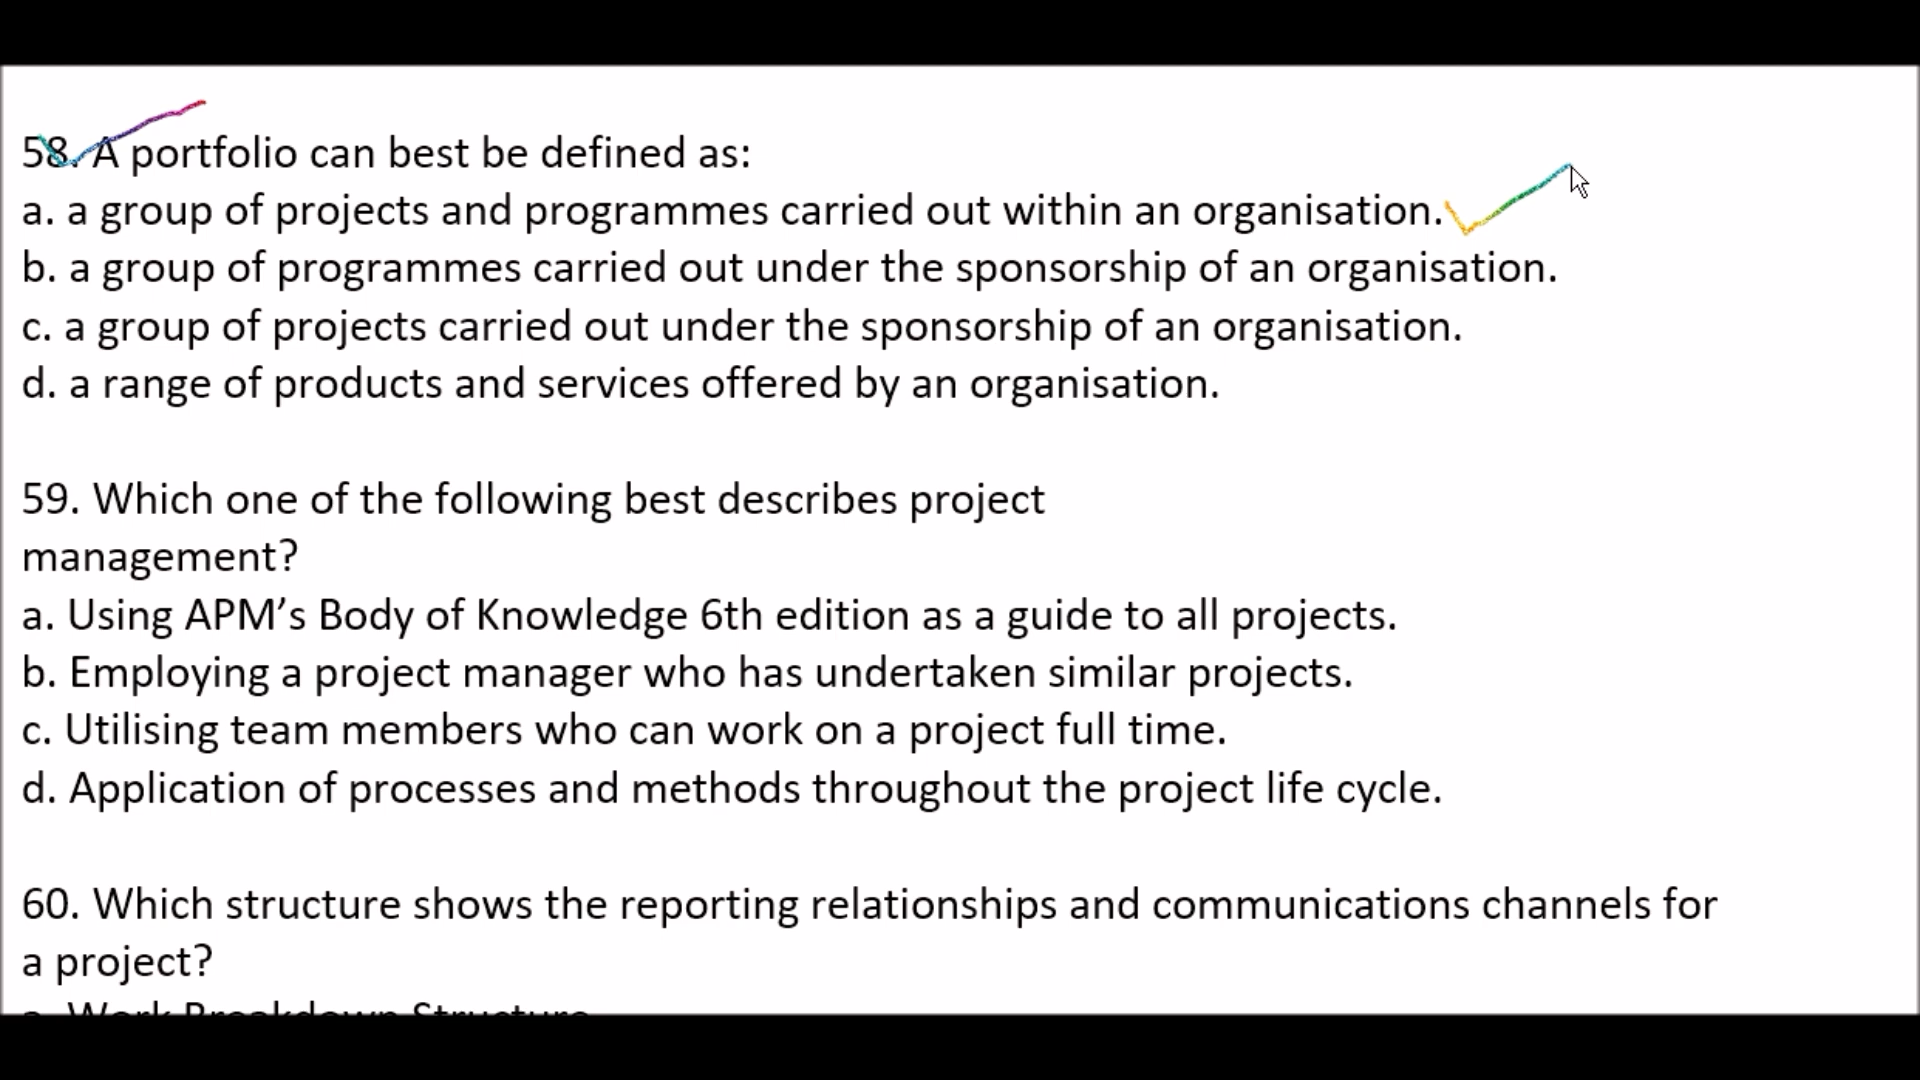 58. A portfolio can best be defined as:
a. a group of projects and programmes carried out within an organisation.
b. a group of programmes carried out under the sponsorship of an organisation.
c. a group of projects carried out under the sponsorship of an organisation.
d. a range of products and services offered by an organisation.
59. Which one of the following best describes project
management?
a. Using APM’s Body of Knowledge 6th edition as a guide to all projects.
b. Employing a project manager who has undertaken similar projects.
c. Utilising team members who can work on a project full time.
d. Application of processes and methods throughout the project life cycle.
60. Which structure shows the reporting relationships and communications channels for
a project?
a. Work Breakdown Structure